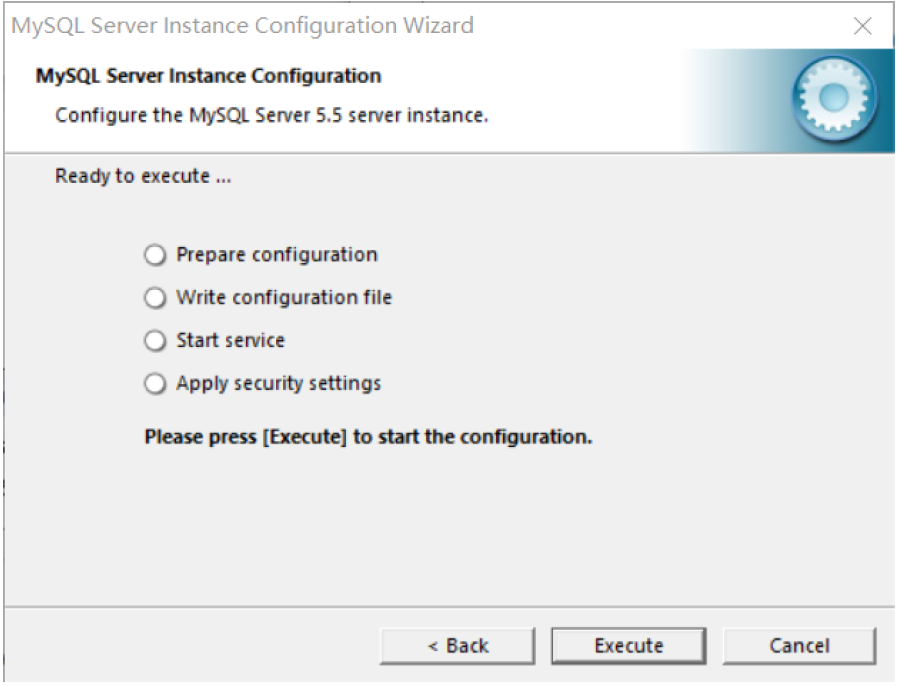 MySQL Server Instance Configuration Wizard
MySQL Server Instance Configuration
Configure the MySQL Server 5.5 server instance.
Ready to execute ...
Prepare configuration
Write configuration file
Start service
Apply security settings
Please press [Execute] to start the configuration.
< Back
Execute
Cancel